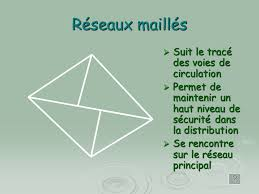 Réseaux maillés
➢ Suit le tracé
des voies de
circulation
➢ Permet de
maintenir un
haut niveau de
sécurité dans
la distribution
➢ Se rencontre
sur le réseau
principal